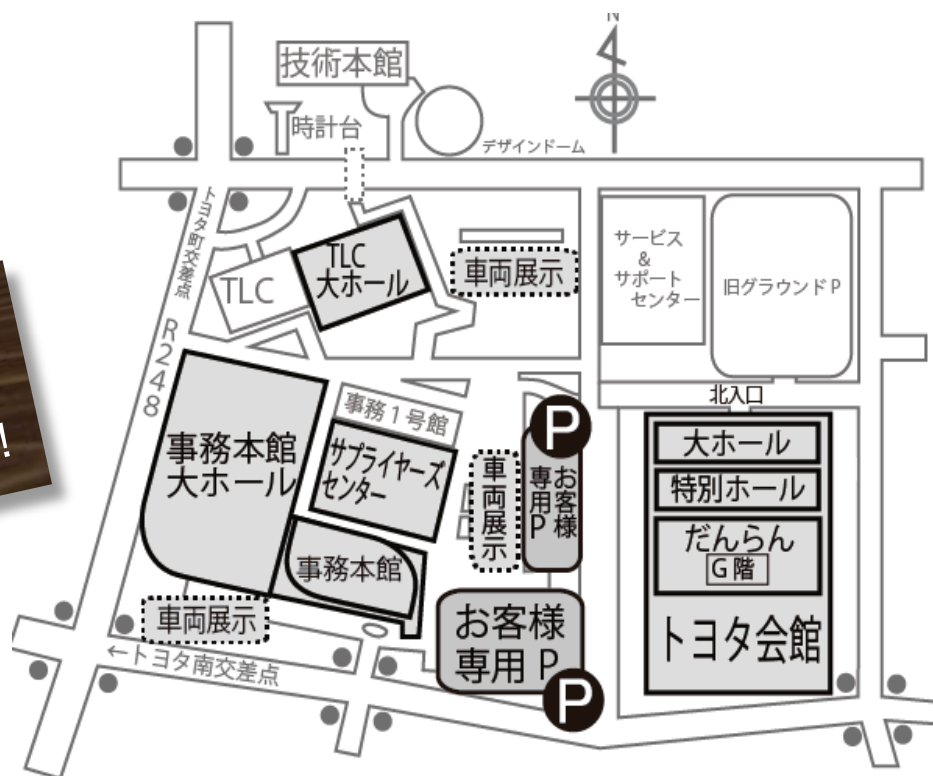 N
技術本館
時計台
デザインドーム
トヨタ町交差点
R248
TLC
TLC
大ホール
車両展示
サービス
&
サポート
センター
旧グラウンドP
北入口
事務1号館
事務本館
大ホール
サプライヤーズ
センター
車両展示
P
お客様
専用P
大ホール
特別ホール
だんらん
G階
トヨタ会館
事務本館
車両展示
お客様
専用P
P
←トヨタ南交差点
!